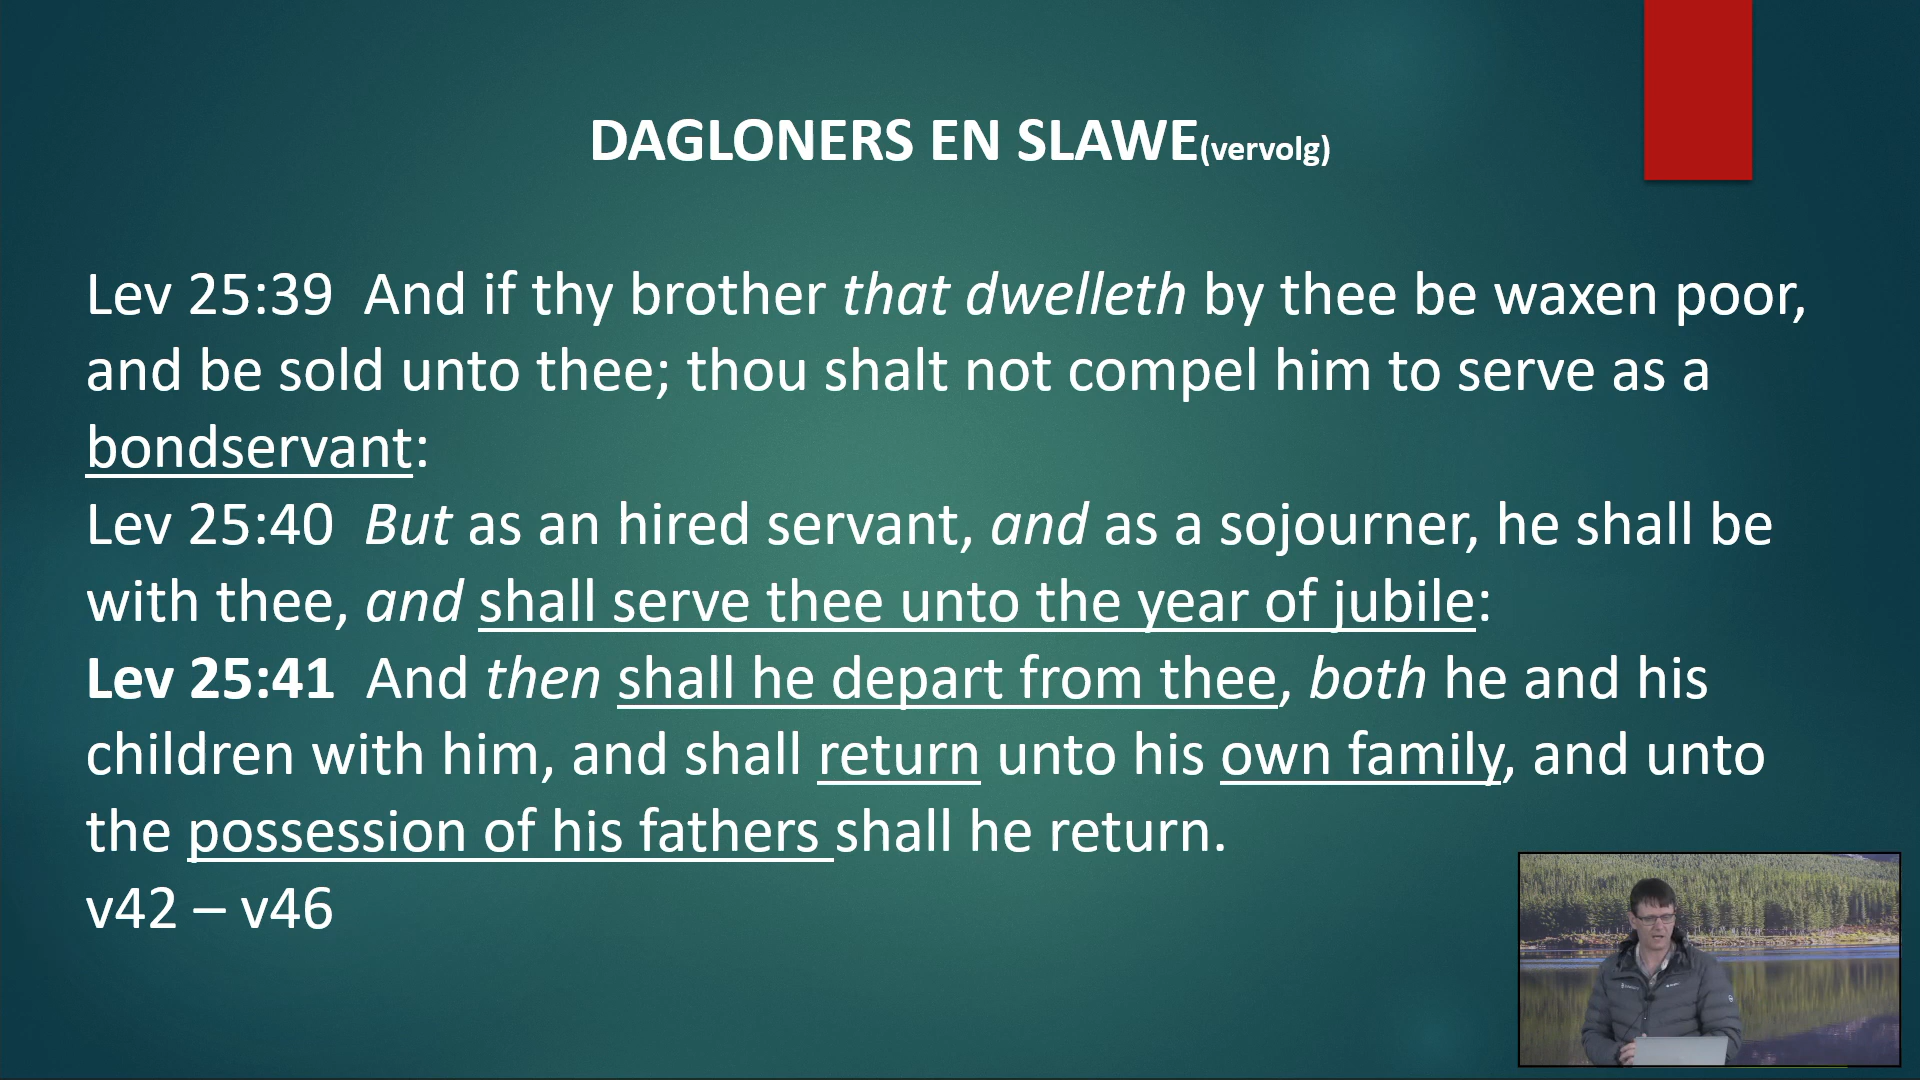 DAGLONERS EN SLAWE(vervolg)
Lev 25:39  And if thy brother that dwelleth by thee be waxen poor,
and be sold unto thee; thou shalt not compel him to serve as a
bondservant:
Lev 25:40  But as an hired servant, and as a sojourner, he shall be
with thee, and shall serve thee unto the year of jubile:
Lev 25:41  And then shall he depart from thee, both he and his
children with him, and shall return unto his own family, and unto
the possession of his fathers shall he return.
v42 – v46